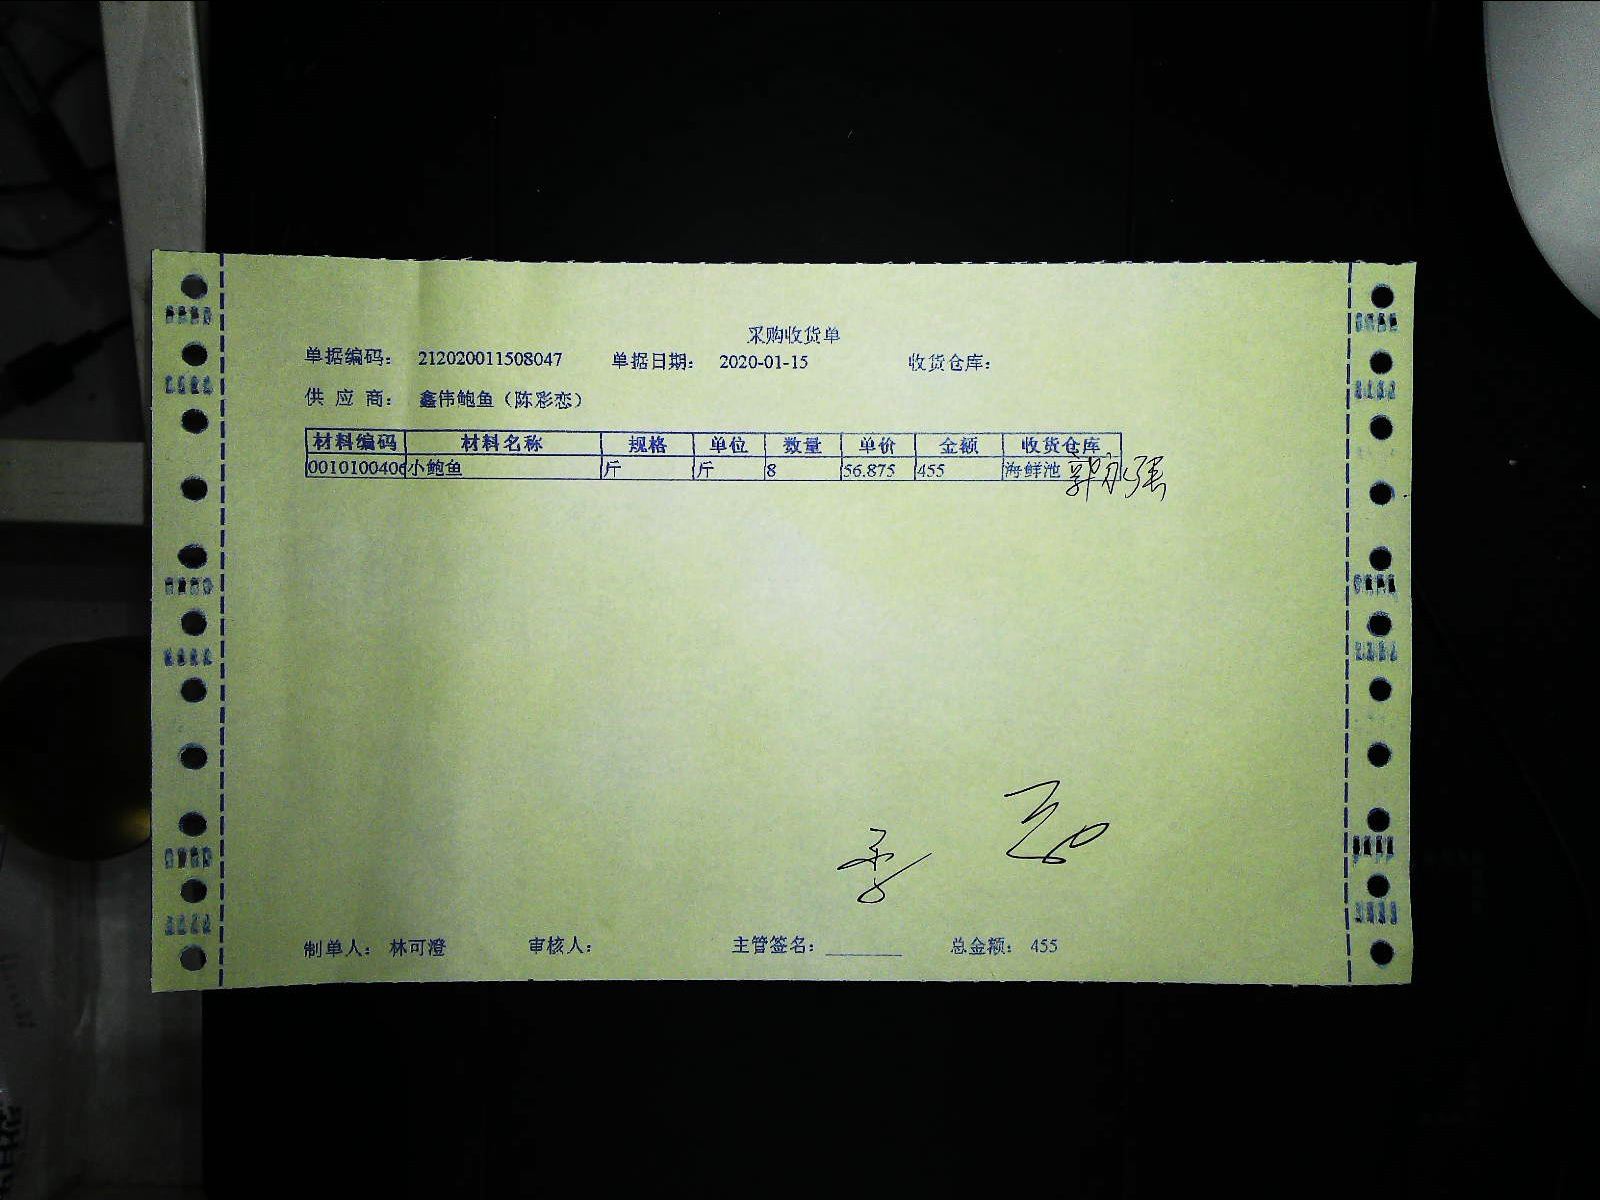 采购收货单
单据编码： 212020011508047 单据日期： 2020-01-15 收货仓库：
供 应 商： 鑫伟鲍鱼（陈彩恋）
材料编码 材料名称 规格 单位 数量 单价 金额 收货仓库
0010100406 小鲍鱼 斤 斤 8 56.875 455 海鲜池 郭永强
制单人： 林可澄 审核人： 主管签名：________ 总金额： 455